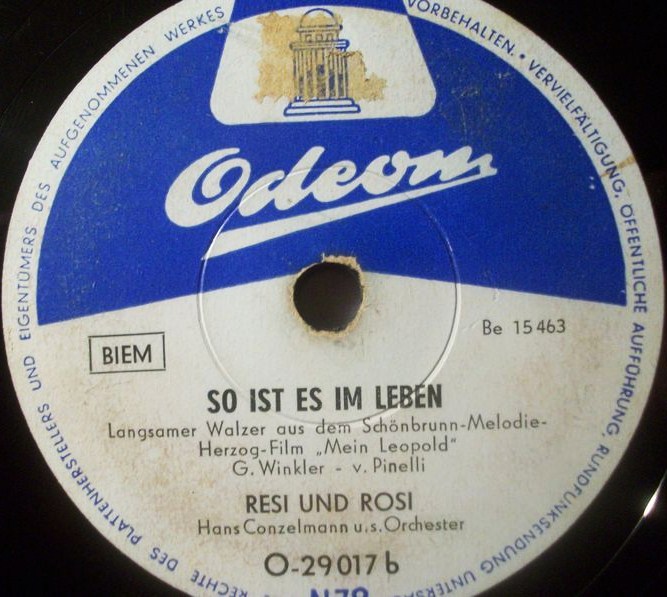 RECHTE DES PLATTENHERSTELLERS UND EIGENTÜMERS DES AUFGENOMMENEN WERKES VORBEHALTEN. • VERVIELFÄLTIGUNG, ÖFFENTLICHE AUFFÜHRUNG, RUNDFUNKSENDUNG UNTERSAG
Odeon
Be 15463
BIEM
SO IST ES IM LEBEN
Langsamer Walzer aus dem Schönbrunn-Melodie-
Herzog-Film „Mein Leopold"
G. Winkler - v. Pinelli
RESI UND ROSI
Hans Conzelmann u.s. Orchester
O-29017 b
N78